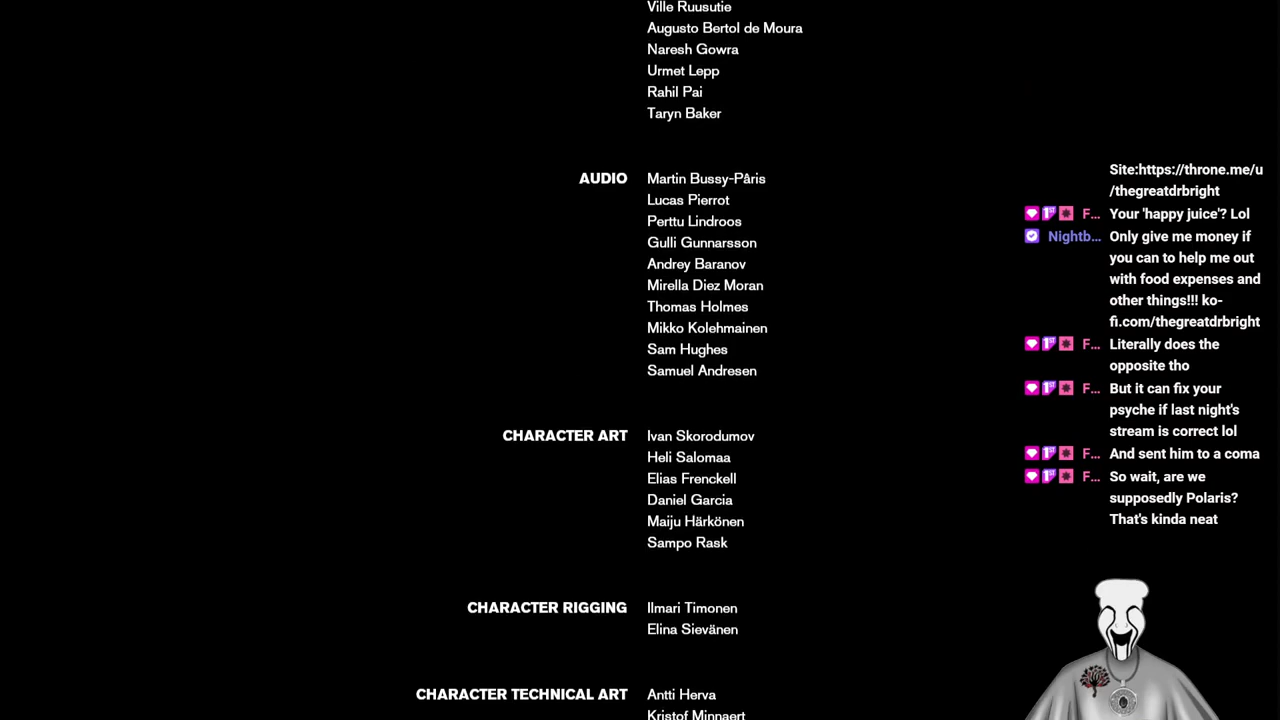 Ville Ruusutie
Augusto Bertol de Moura
Naresh Gowra
Urmet Lepp
Rahil Pai
Taryn Baker
AUDIO Martin Bussy-Pâris
Lucas Pierrot
Perttu Lindroos
Gulli Gunnarsson
Andrey Baranov
Mirella Diez Moran
Thomas Holmes
Mikko Kolehmainen
Sam Hughes
Samuel Andresen
CHARACTER ART Ivan Skorodumov
Heli Salomaa
Elias Frenckell
Daniel Garcia
Maiju Härkönen
Sampo Rask
CHARACTER RIGGING Ilmari Timonen
Elina Sievänen
CHARACTER TECHNICAL ART Antti Herva
Kristof Minnaert
Site:https://throne.me/u
/thegreatdrbright
F... Your 'happy juice'? Lol
Nightb... Only give me money if
you can to help me out
with food expenses and
other things!!! ko-
fi.com/thegreatdrbright
F... Literally does the
opposite tho
F... But it can fix your
psyche if last night's
stream is correct lol
F... And sent him to a coma
F... So wait, are we
supposedly Polaris?
That's kinda neat